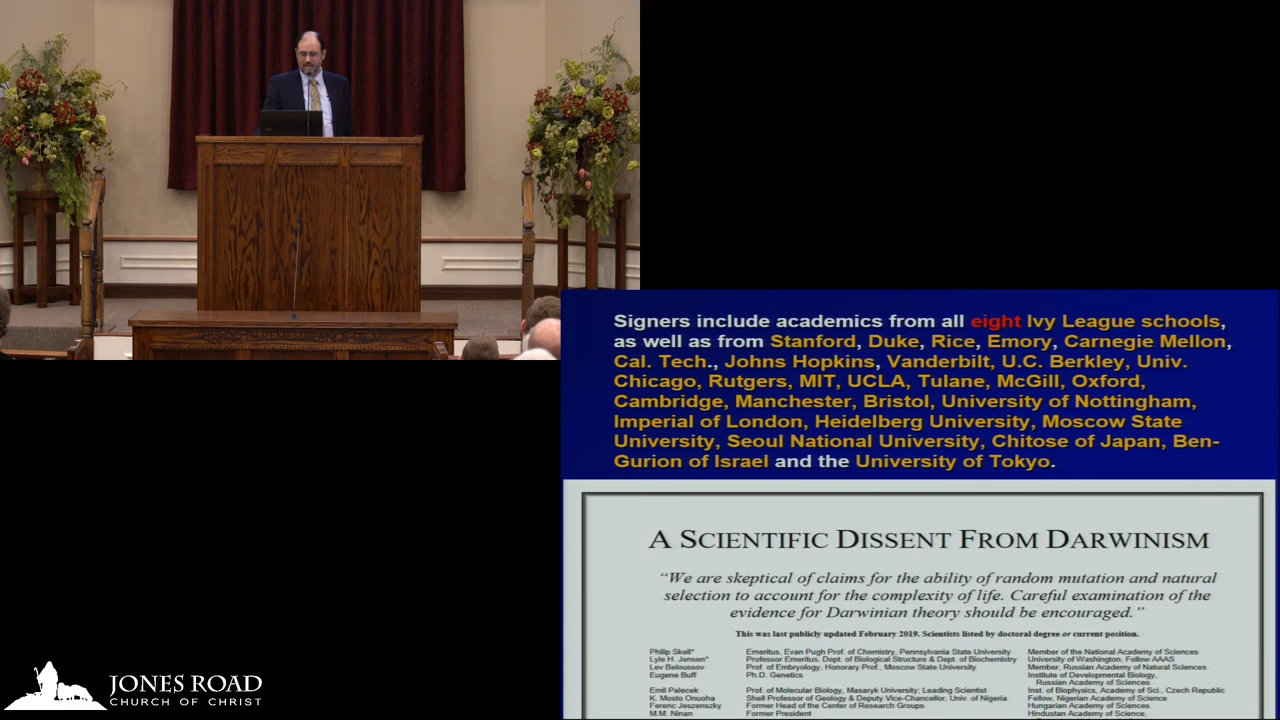 Signers include academics from all eight Ivy League schools,
as well as from Stanford, Duke, Rice, Emory, Carnegie Mellon,
Cal. Tech., Johns Hopkins, Vanderbilt, U.C. Berkley, Univ.
Chicago, Rutgers, MIT, UCLA, Tulane, McGill, Oxford,
Cambridge, Manchester, Bristol, University of Nottingham,
Imperial of London, Heidelberg University, Moscow State
University, Seoul National University, Chitose of Japan, Ben-
Gurion of Israel and the University of Tokyo.
A SCIENTIFIC DISSENT FROM DARWINISM
“We are skeptical of claims for the ability of random mutation and natural
selection to account for the complexity of life. Careful examination of the
evidence for Darwinian theory should be encouraged.”
This was last publicly updated February 2019. Scientists listed by doctoral degree or current position.
Philip Skell* Emeritus, Evan Pugh Prof. of Chemistry, Pennsylvania State University Member of the National Academy of Sciences
Lyle H. Jensen* Professor Emeritus, Dept. of Biological Structure & Dept. of Biochemistry University of Washington, Fellow AAAS
Lev Beloussov Prof. of Embryology, Honorary Prof., Moscow State University Member, Russian Academy of Natural Sciences
Eugene Buff Ph.D. Genetics Institute of Developmental Biology,
Russian Academy of Sciences
Emil Palecek Prof. of Molecular Biology, Masaryk University; Leading Scientist Inst. of Biophysics, Academy of Sci., Czech Republic
K. Mosto Onuoha Shell Professor of Geology & Deputy Vice-Chancellor, Univ. of Nigeria Fellow, Nigerian Academy of Science
Ferenc Jeszenszky Former Head of the Center of Research Groups Hungarian Academy of Sciences
M.M. Ninan Former President Hindustan Academy of Science,
JONES ROAD
CHURCH OF CHRIST